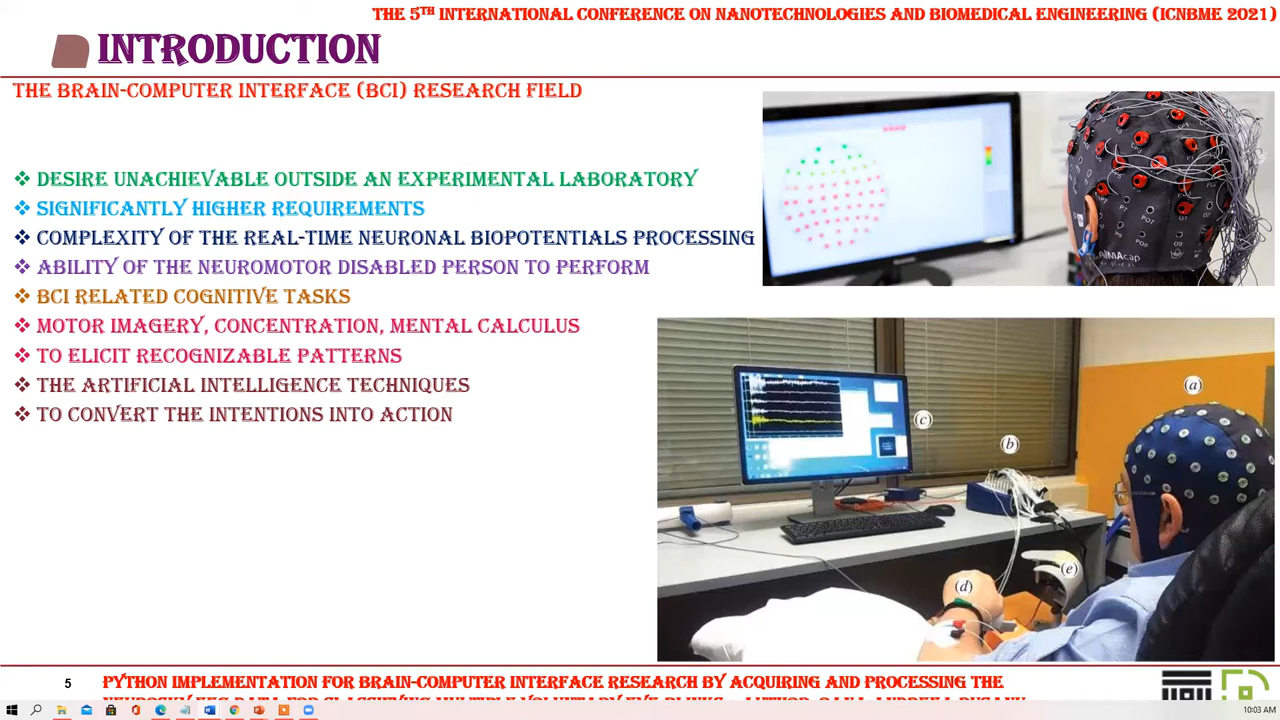 THE 5TH INTERNATIONAL CONFERENCE ON NANOTECHNOLOGIES AND BIOMEDICAL ENGINEERING (ICNBME 2021)
INTRODUCTION
THE BRAIN-COMPUTER INTERFACE (BCI) RESEARCH FIELD
DESIRE UNACHIEVABLE OUTSIDE AN EXPERIMENTAL LABORATORY
SIGNIFICANTLY HIGHER REQUIREMENTS
COMPLEXITY OF THE REAL-TIME NEURONAL BIOPOTENTIALS PROCESSING
ABILITY OF THE NEUROMOTOR DISABLED PERSON TO PERFORM
BCI RELATED COGNITIVE TASKS
MOTOR IMAGERY, CONCENTRATION, MENTAL CALCULUS
TO ELICIT RECOGNIZABLE PATTERNS
THE ARTIFICIAL INTELLIGENCE TECHNIQUES
TO CONVERT THE INTENTIONS INTO ACTION
(a)
(c)
(b)
(e)
(d)
5
PYTHON IMPLEMENTATION FOR BRAIN-COMPUTER INTERFACE RESEARCH BY ACQUIRING AND PROCESSING THE
10:03 AM